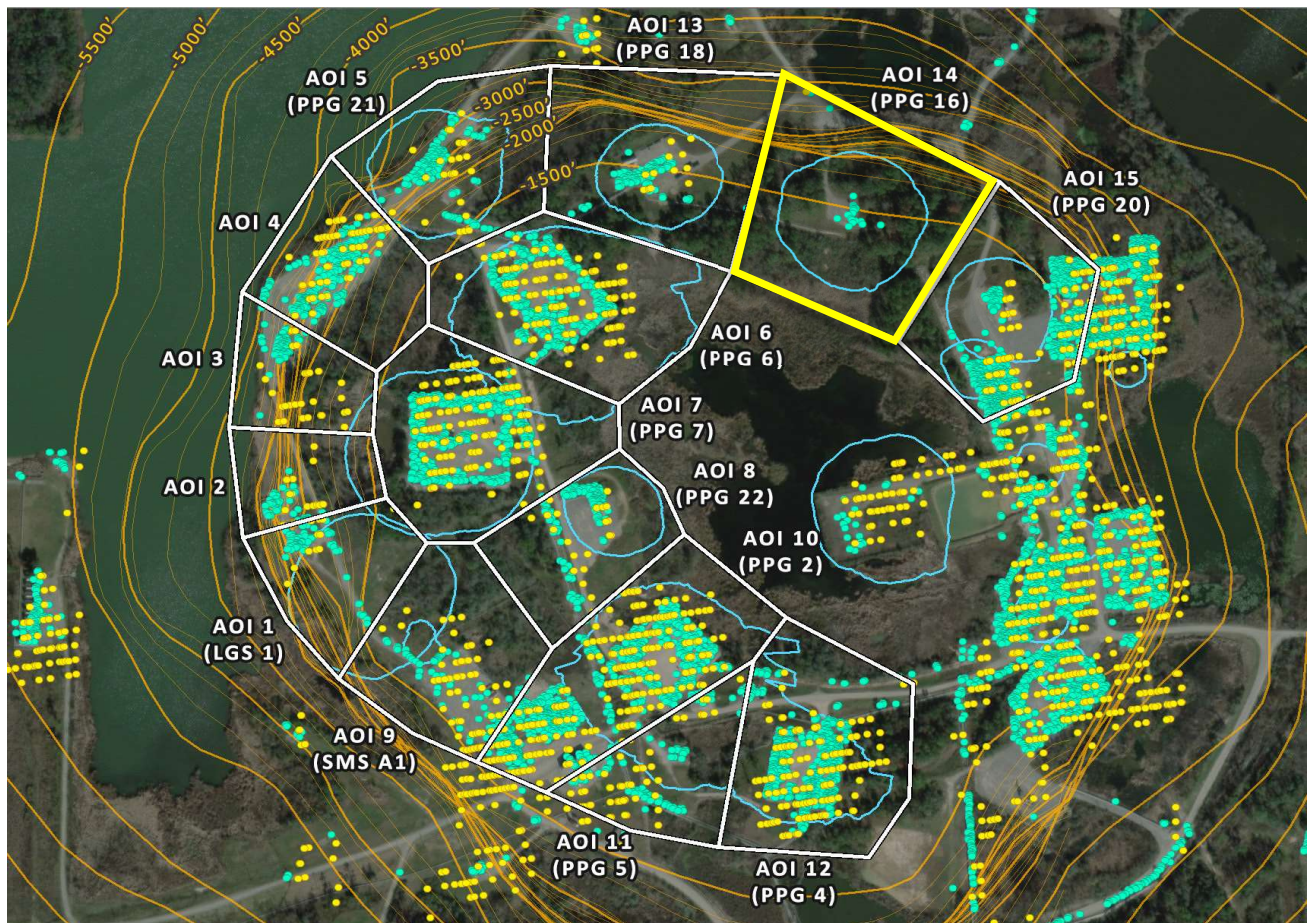 -5500'
-5000'
-4500'
-4000'
-3500'
-3000'
-2500'
-2000'
-1500'
AOI 13
(PPG 18)
AOI 5
(PPG 21)
AOI 14
(PPG 16)
AOI 15
(PPG 20)
AOI 4
AOI 3
AOI 6
(PPG 6)
AOI 7
(PPG 7)
AOI 2
AOI 8
(PPG 22)
AOI 10
(PPG 2)
AOI 1
(LGS 1)
AOI 9
(SMS A1)
AOI 11
(PPG 5)
AOI 12
(PPG 4)